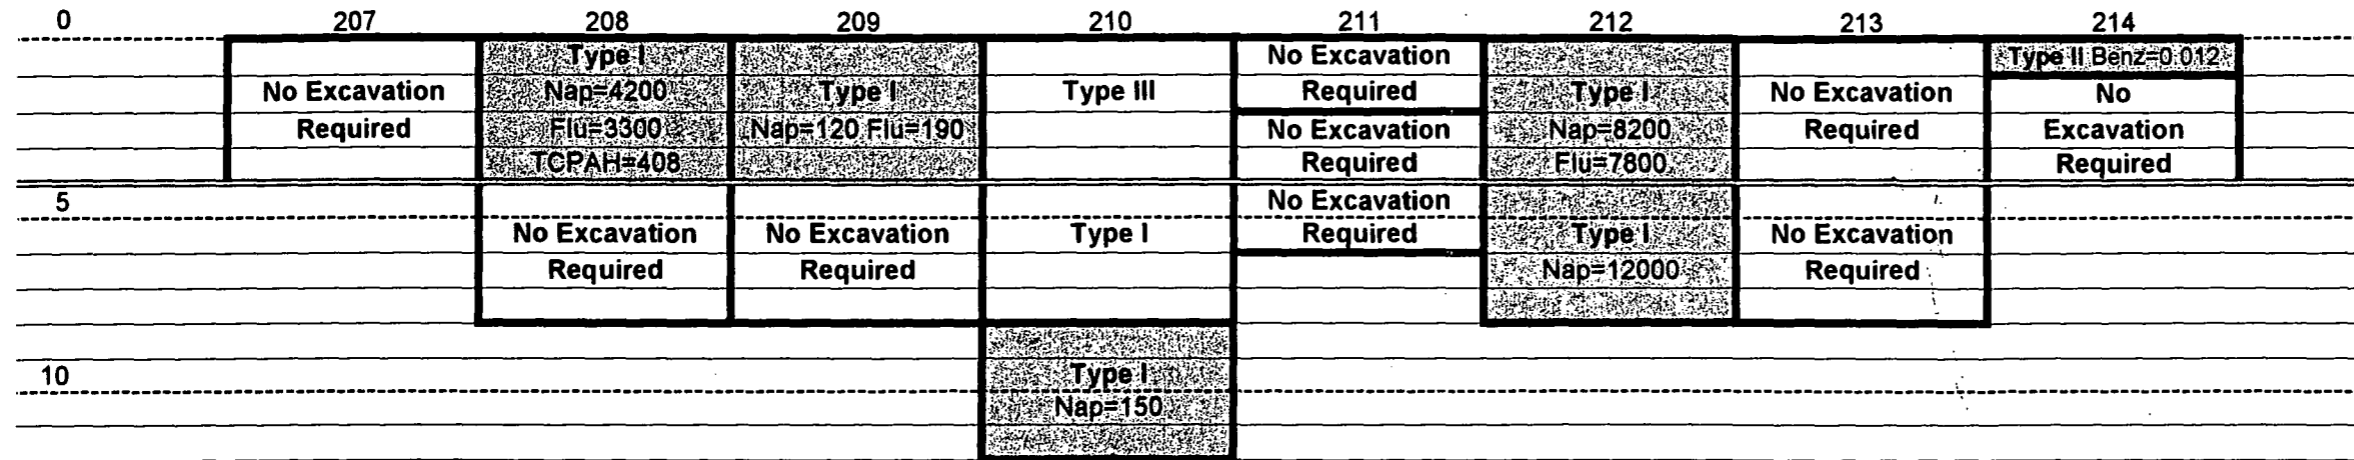 0 207 208 209 210 211 212 213 214
Type I No Excavation Type II Benz=0.012
No Excavation Nap=4200 Type I Type III Required Type I No Excavation No
Required Flu=3300 Nap=120 Flu=190 No Excavation Nap=8200 Required Excavation
TCPAH=408 Required Flu=7800 Required
5 No Excavation
No Excavation No Excavation Type I Required Type I No Excavation
Required Required Nap=12000 Required
10 Type I
Nap=150